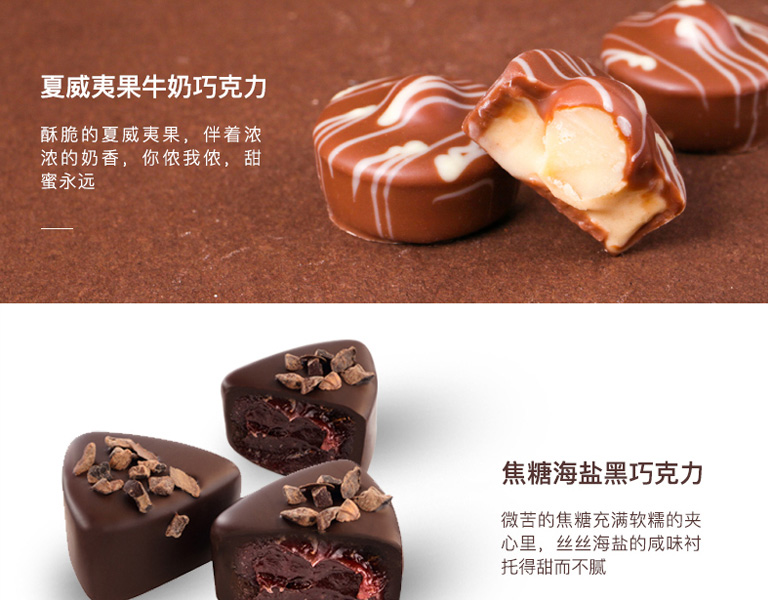 夏威夷果牛奶巧克力
酥脆的夏威夷果，伴着浓
浓的奶香，你侬我侬，甜
蜜永远
焦糖海盐黑巧克力
微苦的焦糖充满软糯的夹
心里，丝丝海盐的咸味衬
托得甜而不腻